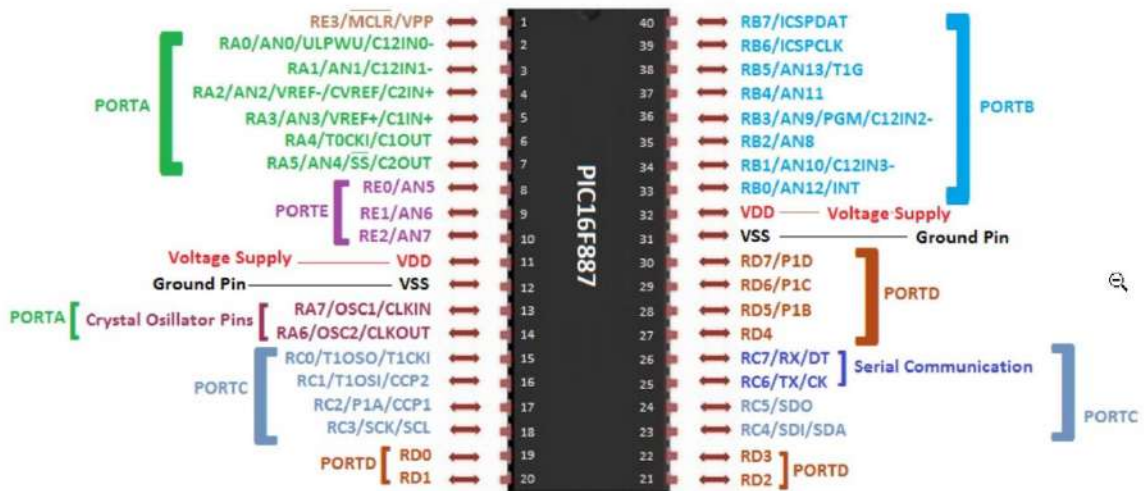 RE3/MCLR/VPP
RA0/AN0/ULPWU/C12IN0-
RA1/AN1/C12IN1-
RA2/AN2/VREF-/CVREF/C2IN+
RA3/AN3/VREF+/C1IN+
RA4/T0CKI/C1OUT
RA5/AN4/SS/C2OUT
PORTA
RE0/AN5
RE1/AN6
RE2/AN7
PORTE
Voltage Supply VDD
Ground Pin VSS
PORTA
Crystal Osillator Pins
RA7/OSC1/CLKIN
RA6/OSC2/CLKOUT
RC0/T1OSO/T1CKI
RC1/T1OSI/CCP2
RC2/P1A/CCP1
RC3/SCK/SCL
PORTC
PORTD
RD0
RD1
1
2
3
4
5
6
7
8
9
10
11
12
13
14
15
16
17
18
19
20
PIC16F887
40
39
38
37
36
35
34
33
32
31
30
29
28
27
26
25
24
23
22
21
RB7/ICSPDAT
RB6/ICSPCLK
RB5/AN13/T1G
RB4/AN11
RB3/AN9/PGM/C12IN2-
RB2/AN8
RB1/AN10/C12IN3-
RB0/AN12/INT
PORTB
VDD Voltage Supply
VSS Ground Pin
RD7/P1D
RD6/P1C
RD5/P1B
RD4
PORTD
RC7/RX/DT
RC6/TX/CK
Serial Communication
RC5/SDO
RC4/SDI/SDA
PORTC
RD3
RD2
PORTD